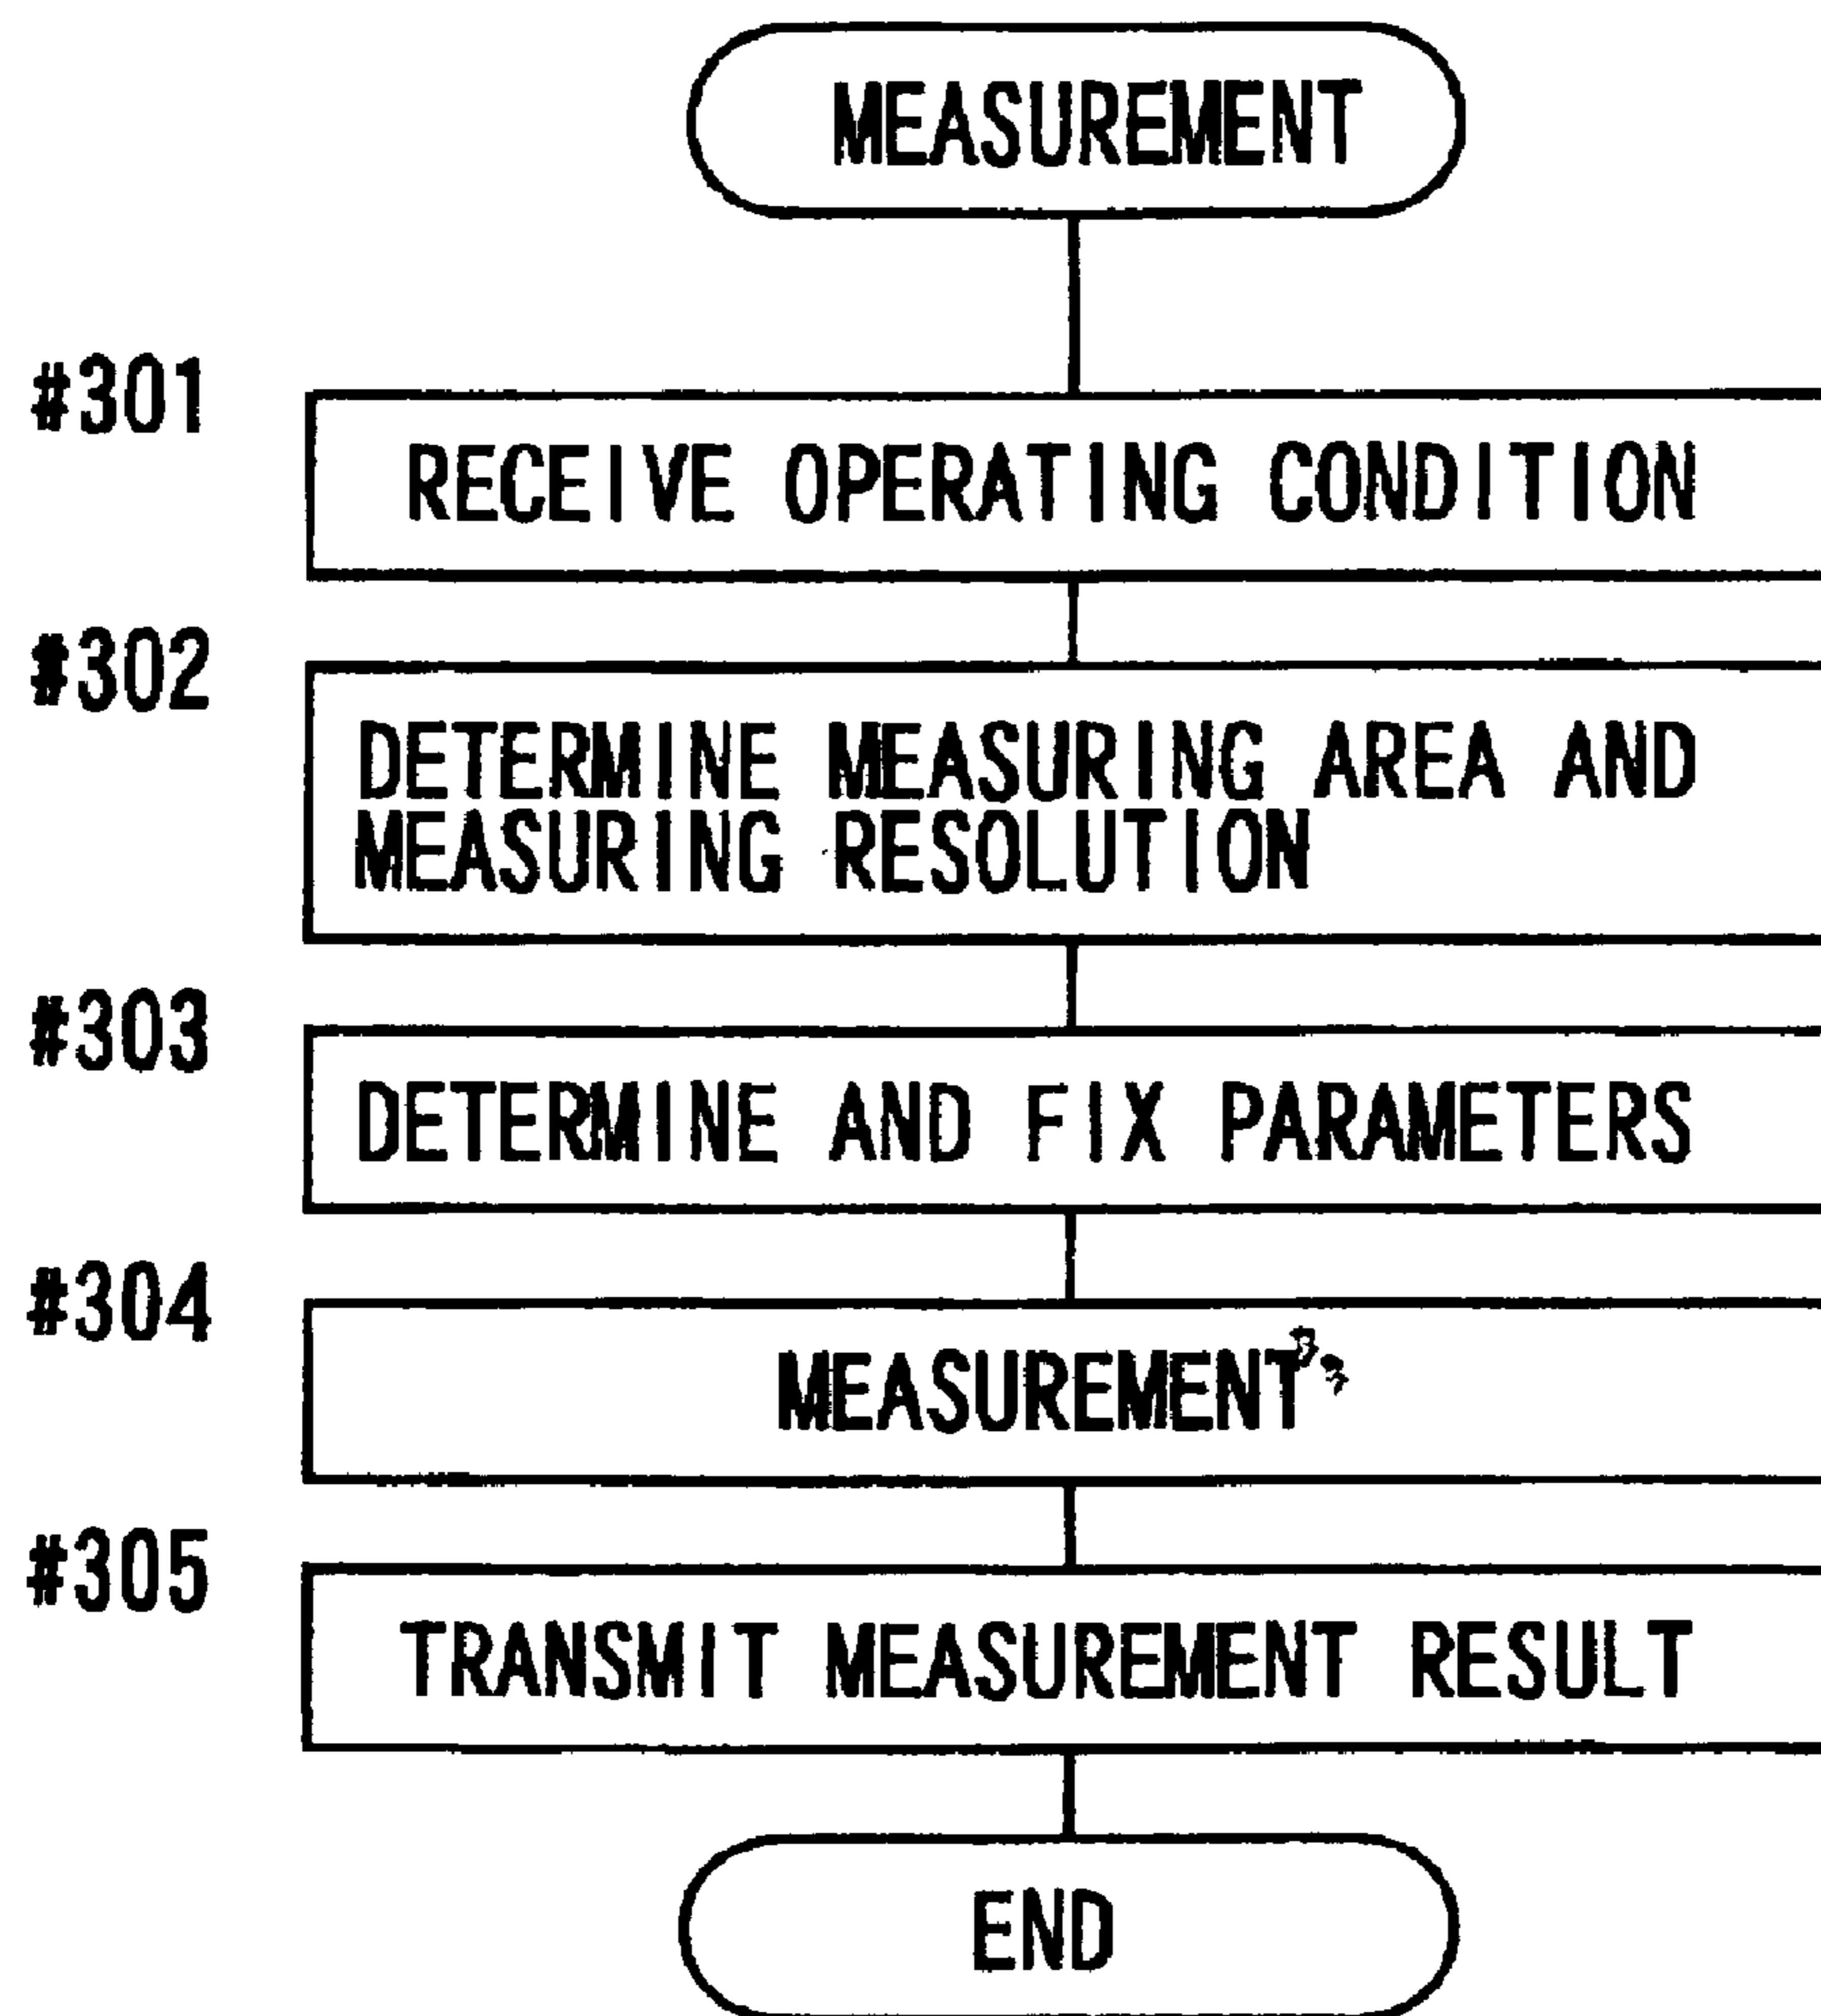 MEASUREMENT
#301
RECEIVE OPERATING CONDITION
#302
DETERMINE MEASURING AREA AND
MEASURING RESOLUTION
#303
DETERMINE AND FIX PARAMETERS
#304
MEASUREMENT
#305
TRANSMIT MEASUREMENT RESULT
END